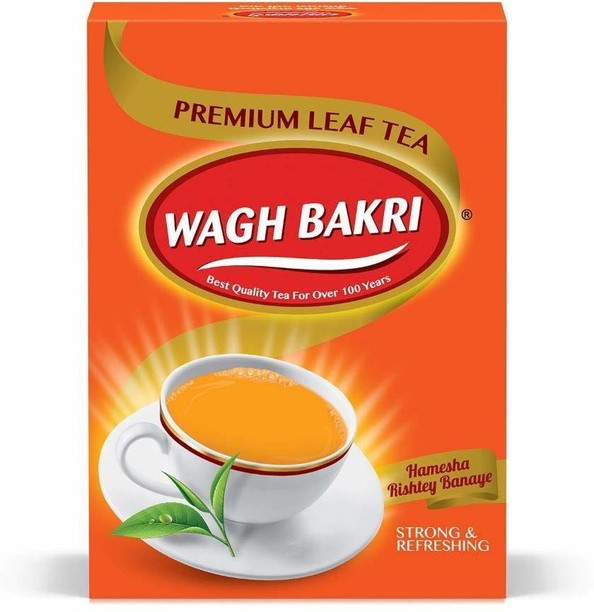 PREMIUM LEAF TEA
WAGH BAKRI ®
Best Quality Tea For Over 100 Years
Hamesha
Rishtey Banaye
STRONG &
REFRESHING